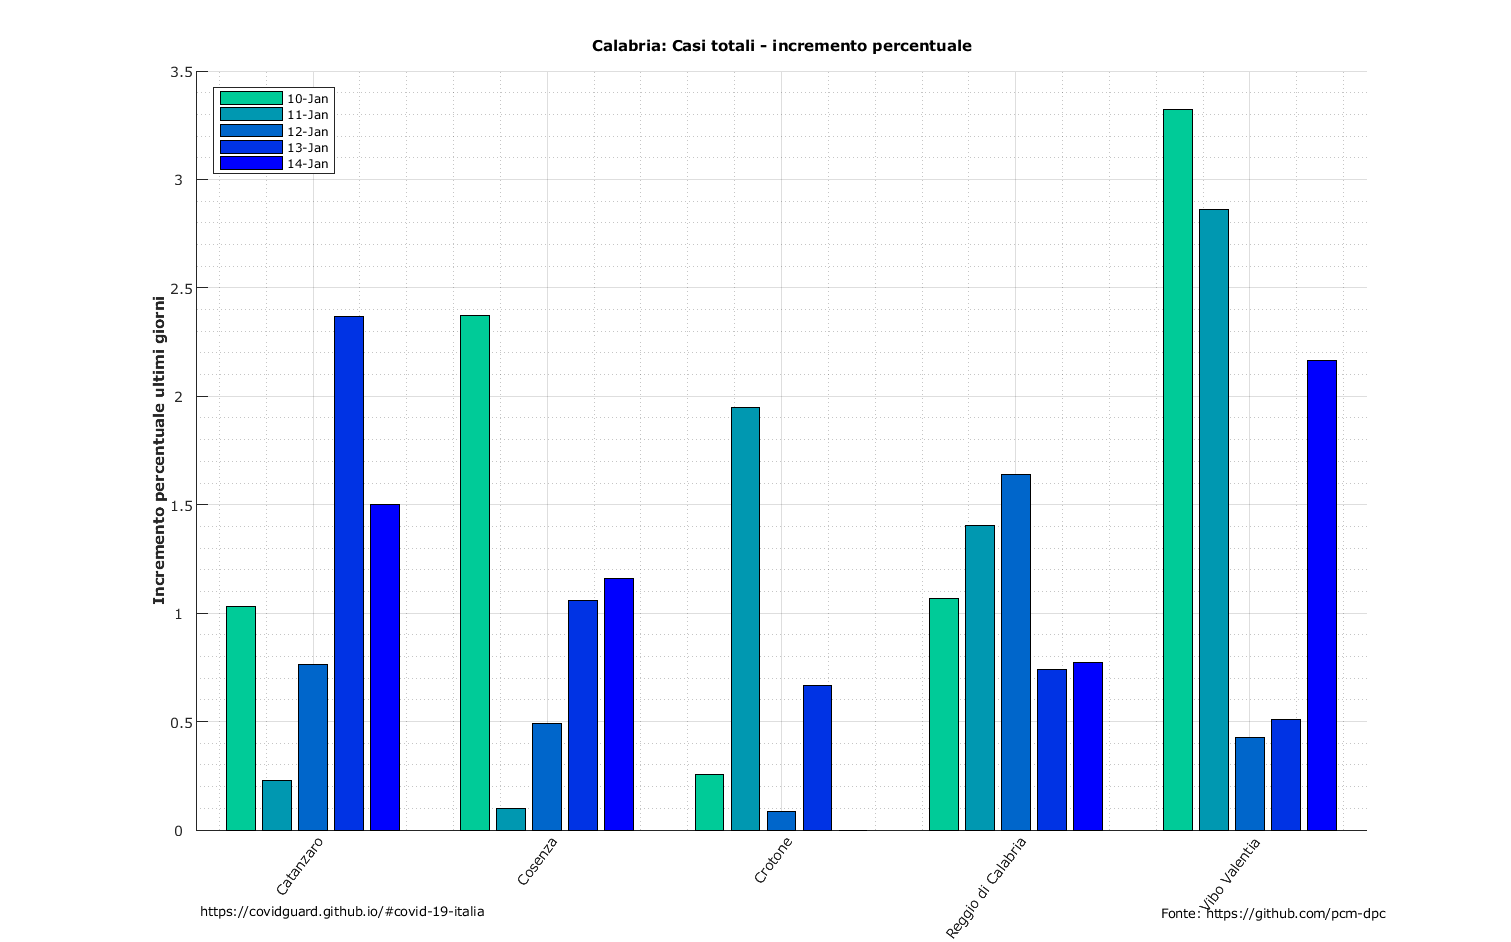 Calabria: Casi totali - incremento percentuale
3.5
3
2.5
2
1.5
1
0.5
0
Incremento percentuale ultimi giorni
10-Jan
11-Jan
12-Jan
13-Jan
14-Jan
Catanzaro
Cosenza
Crotone
Reggio di Calabria
Vibo Valentia
https://covidguard.github.io/#covid-19-italia
Fonte: https://github.com/pcm-dpc